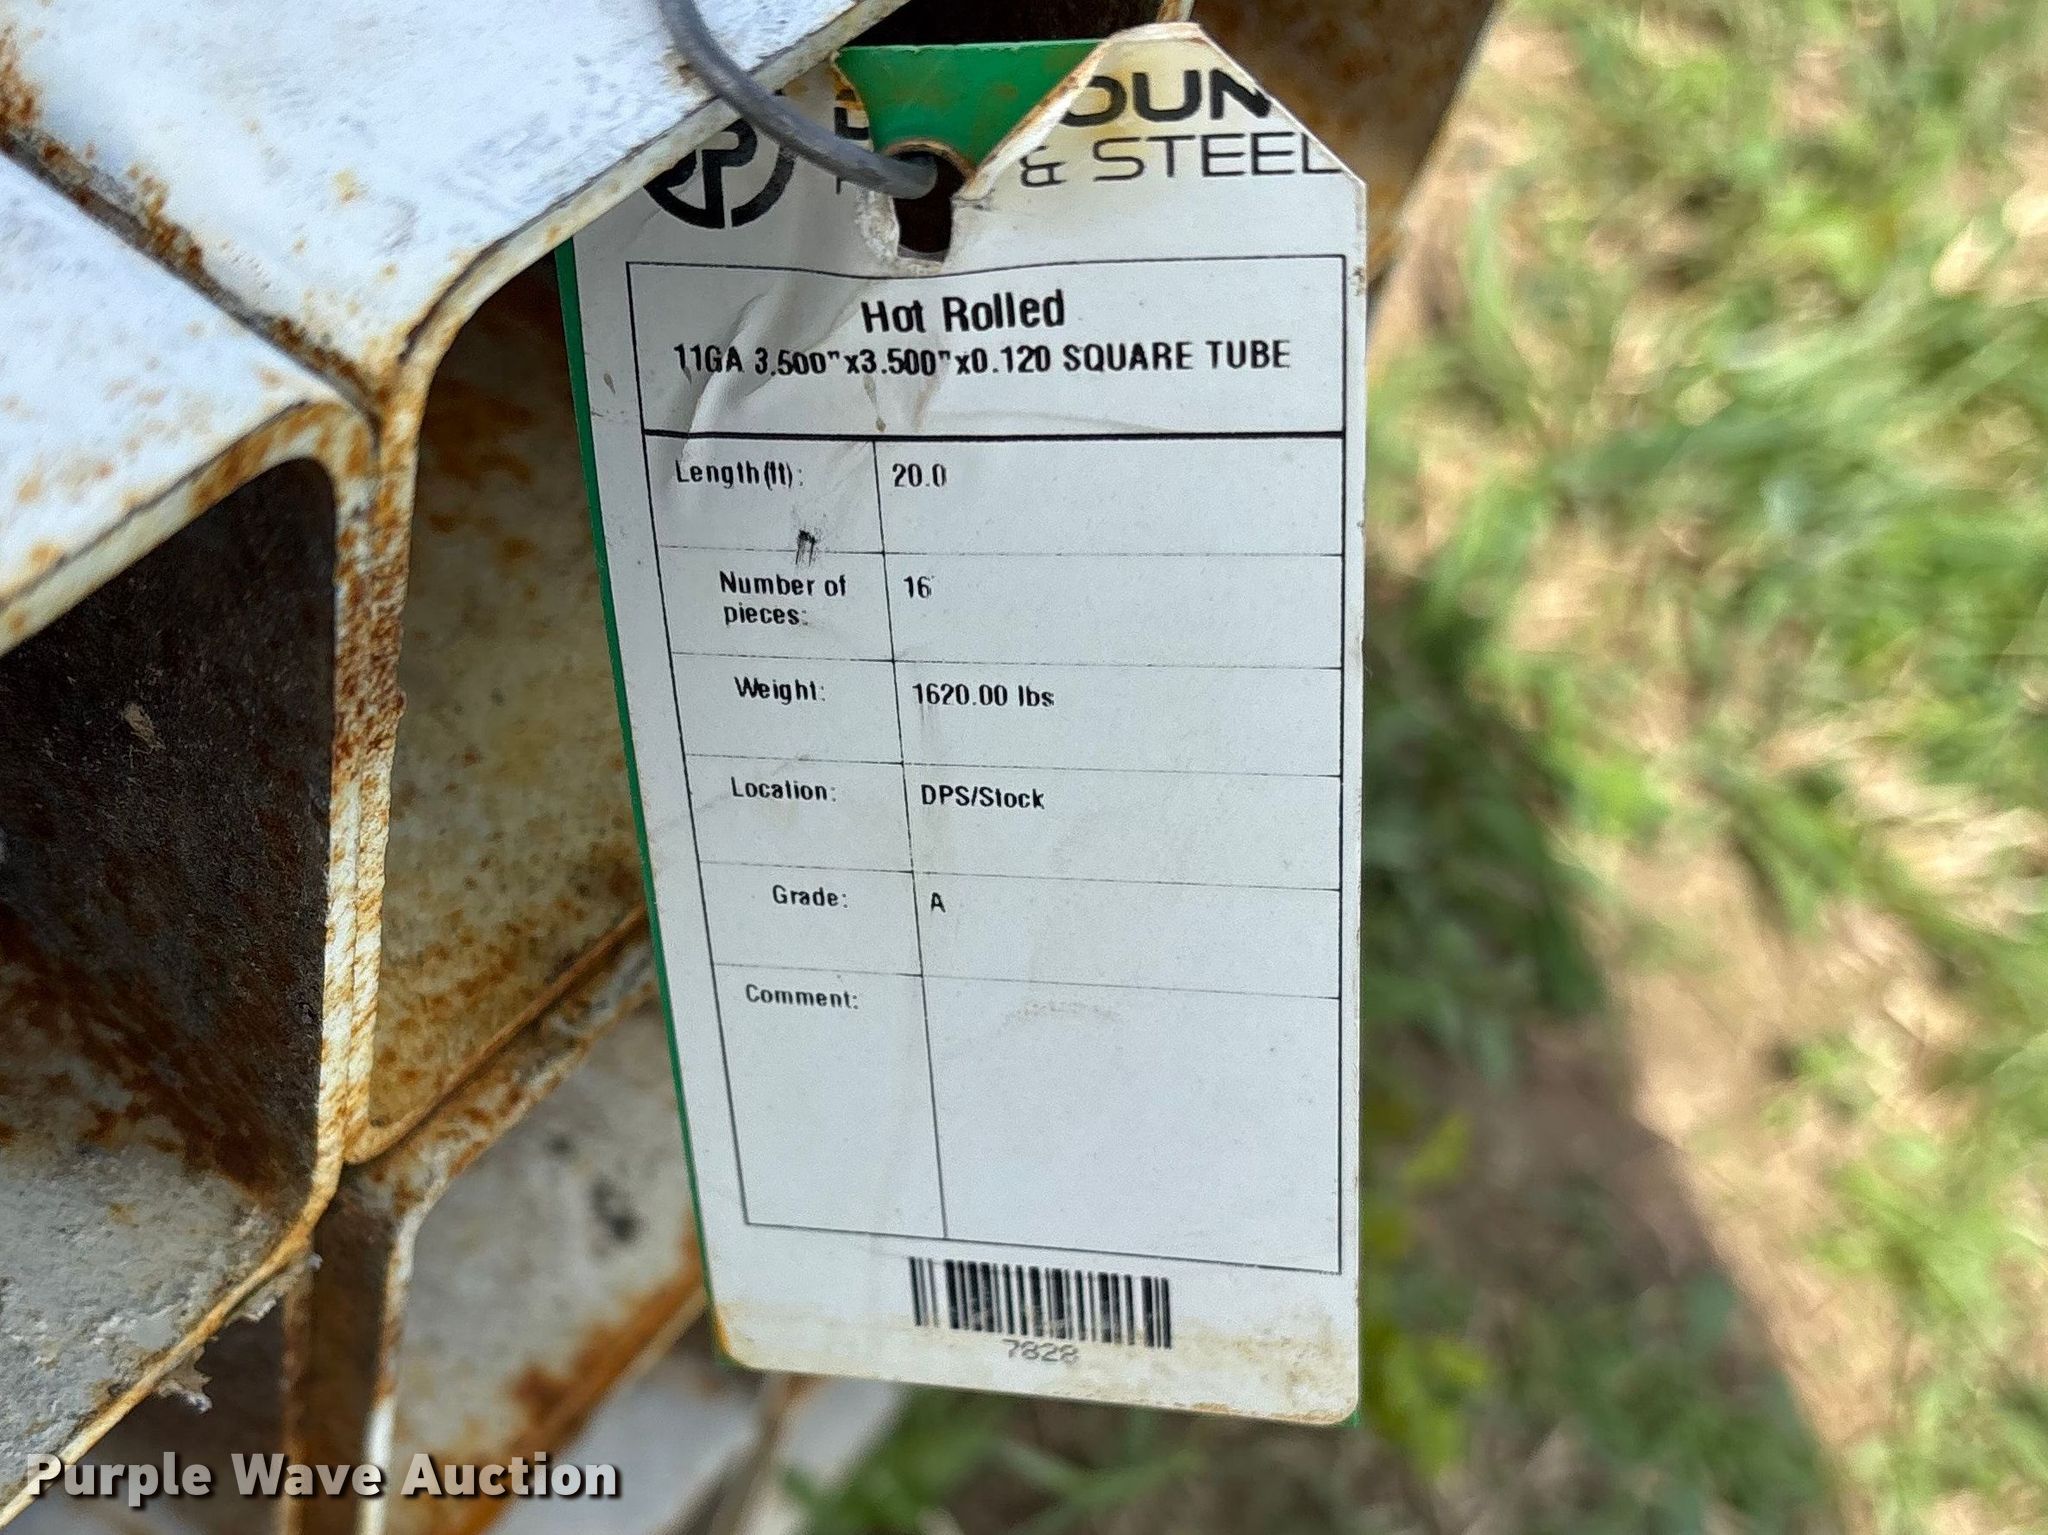 & STEEL
Hot Rolled
11GA 3.500"x3.500"x0.120 SQUARE TUBE
Length(ft): 20.0
Number of pieces: 16
Weight: 1620.00 lbs
Location: DPS/Stock
Grade: A
Comment:
7828
Purple Wave Auction